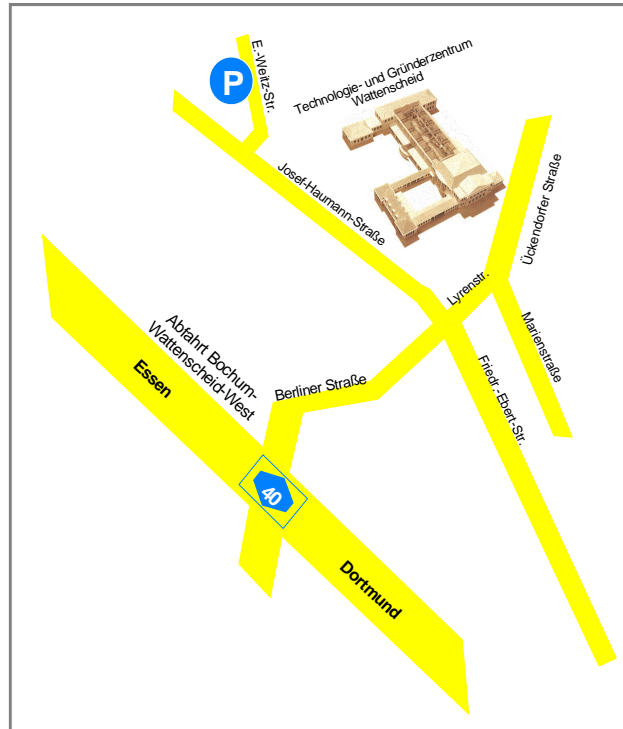 E.-Weitz-Str.
P
Technologie- und Gründerzentrum
Wattenscheid
Josef-Haumann-Straße
Ückendorfer Straße
Lyrenstr.
Marienstraße
Abfahrt Bochum-
Wattenscheid-West
Essen
Berliner Straße
Friedr.-Ebert-Str.
40
Dortmund